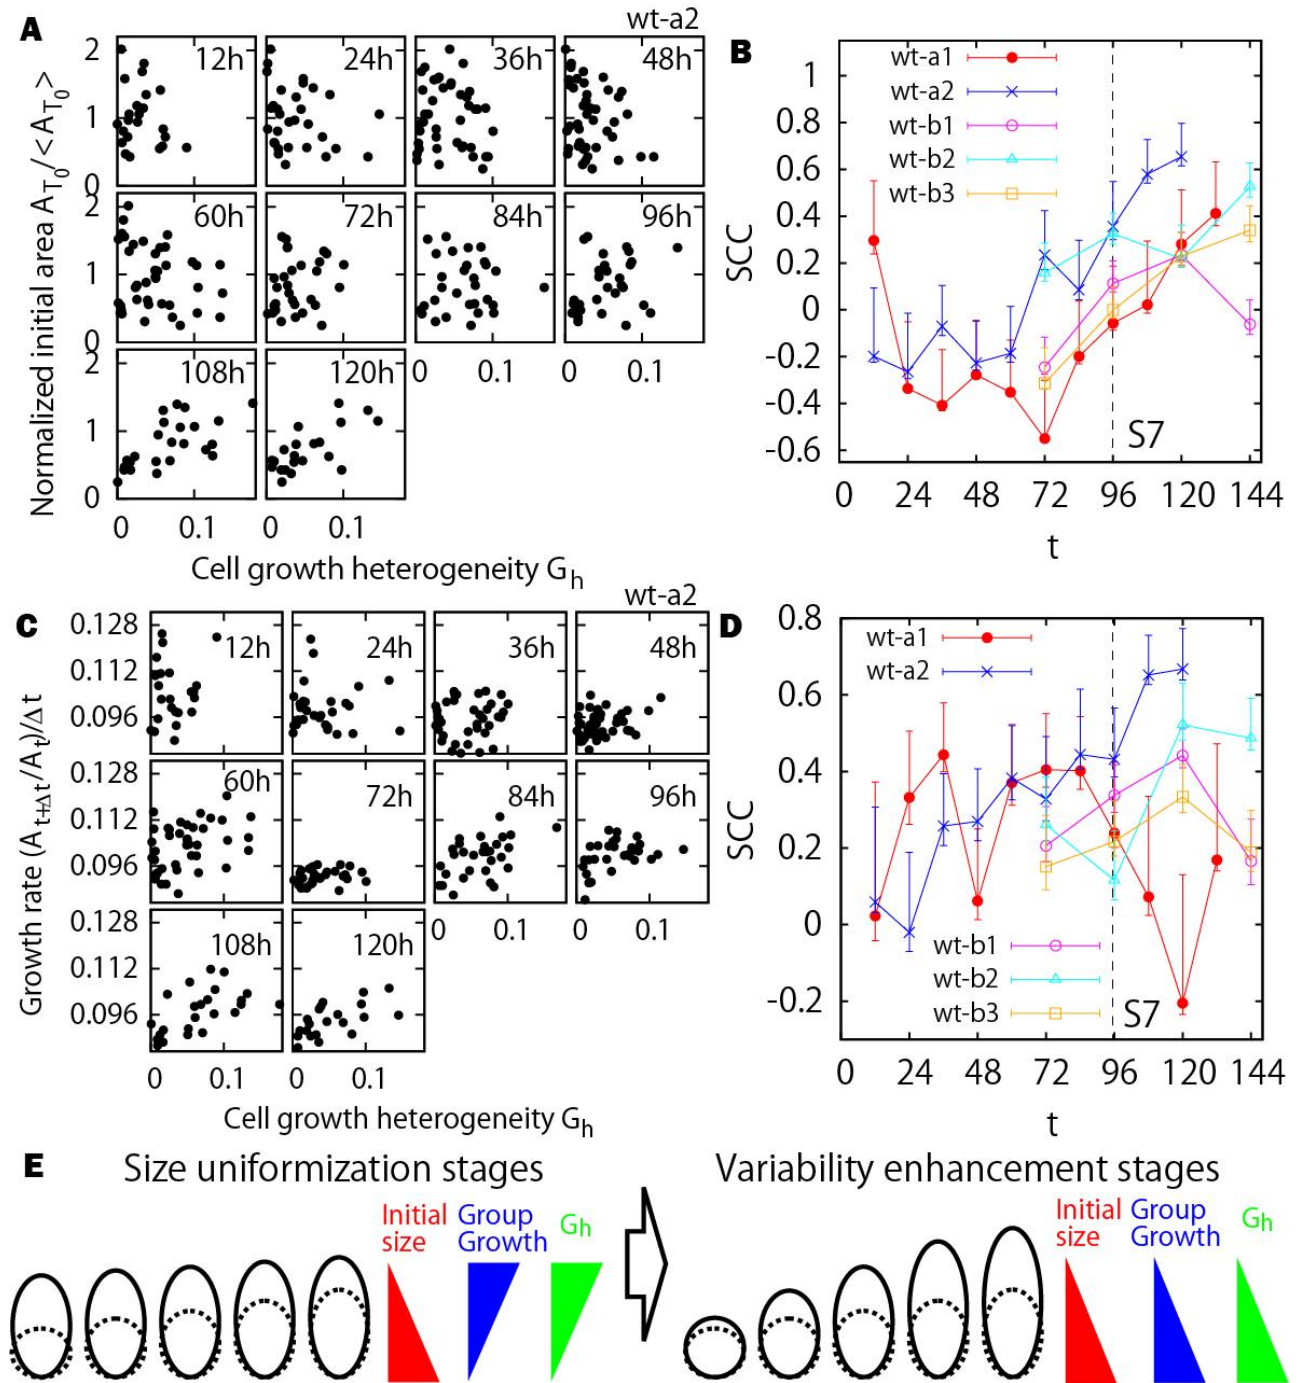 A
wt-a2
Normalized initial area A_T0/<A_T0>
2
1
0
12h
24h
36h
48h
2
1
0
60h
72h
84h
96h
2
1
0
108h
120h
0 0.1
0 0.1
0 0.1
0 0.1
Cell growth heterogeneity Gh
B
wt-a1
wt-a2
wt-b1
wt-b2
wt-b3
SCC
1
0.8
0.6
0.4
0.2
0
-0.2
-0.4
-0.6
S7
0 24 48 72 96 120 144
t
C
wt-a2
Growth rate (At+Δt/At)/Δt
0.128
0.112
0.096
12h
24h
36h
48h
0.128
0.112
0.096
60h
72h
84h
96h
0.128
0.112
0.096
108h
120h
0 0.1
0 0.1
0 0.1
0 0.1
Cell growth heterogeneity Gh
D
wt-a1
wt-a2
SCC
0.8
0.6
0.4
0.2
0
-0.2
wt-b1
wt-b2
wt-b3
S7
0 24 48 72 96 120 144
t
E
Size uniformization stages
Initial size
Group Growth
Gh
Variability enhancement stages
Initial size
Group Growth
Gh